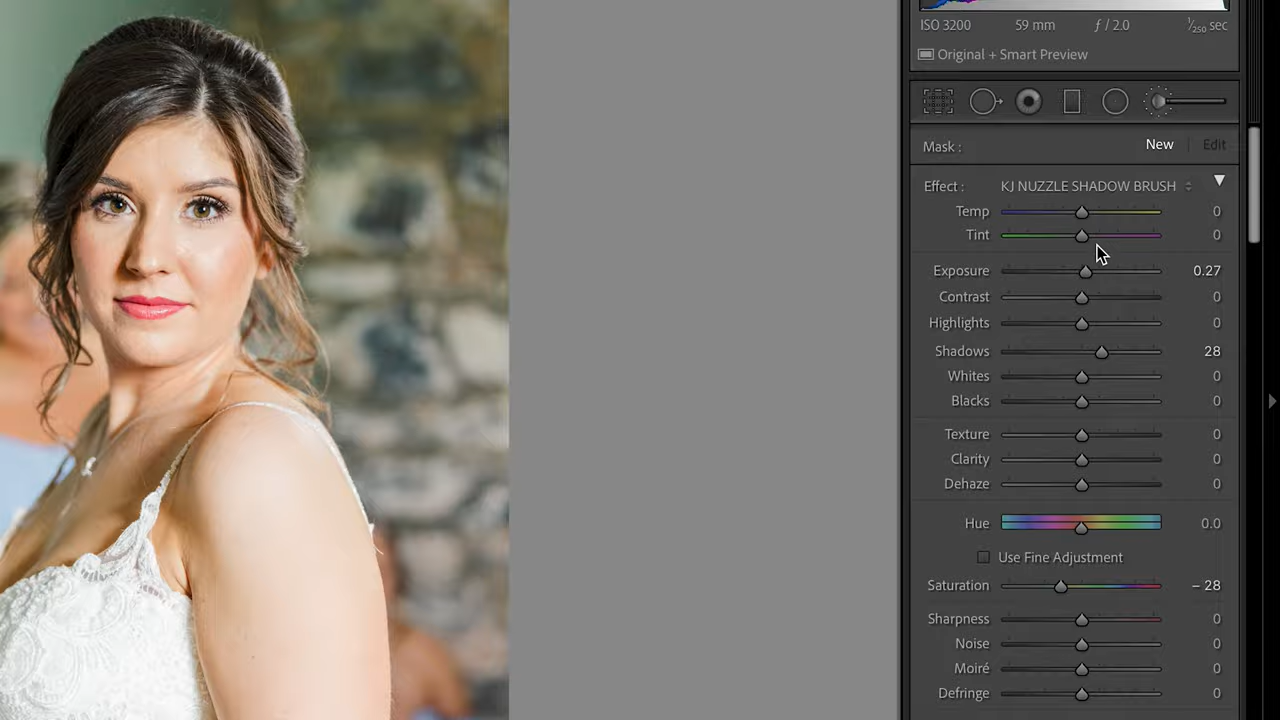 ISO 3200 59 mm ƒ / 2.0 1/250 sec
Original + Smart Preview
Mask : New Edit
Effect : KJ NUZZLE SHADOW BRUSH
Temp 0
Tint 0
Exposure 0.27
Contrast 0
Highlights 0
Shadows 28
Whites 0
Blacks 0
Texture 0
Clarity 0
Dehaze 0
Hue 0.0
Use Fine Adjustment
Saturation – 28
Sharpness 0
Noise 0
Moiré 0
Defringe 0